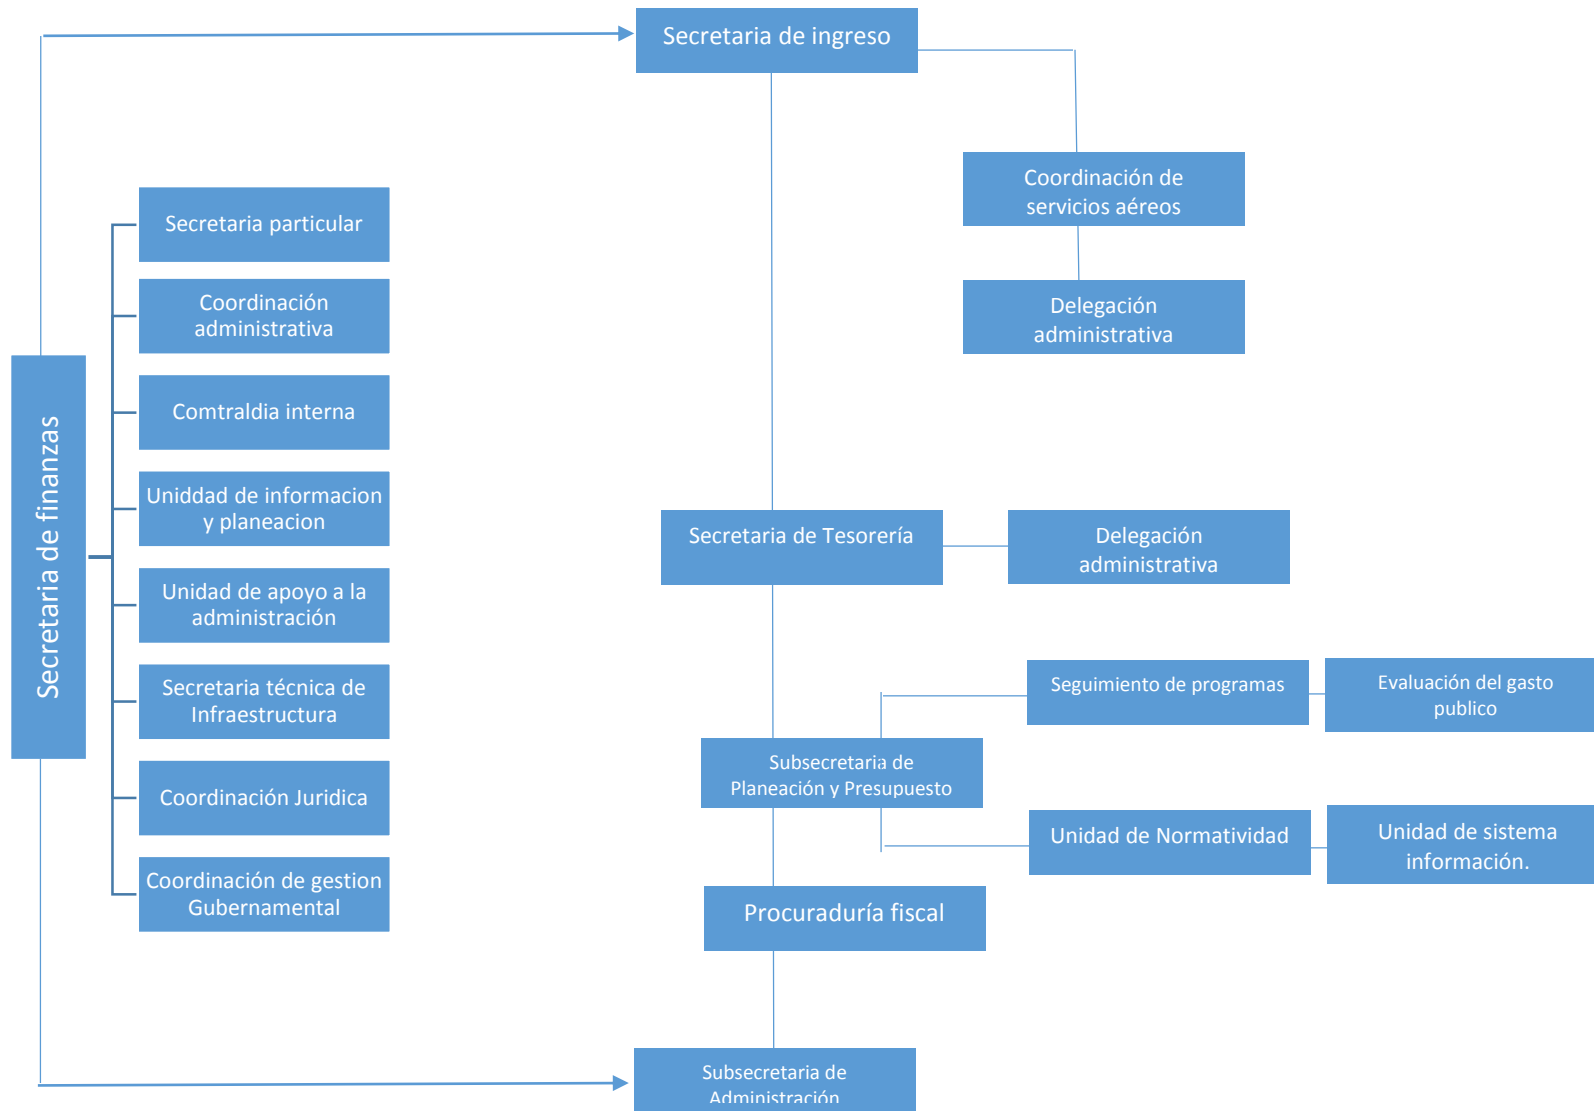 Secretaria de finanzas
Secretaria particular
Coordinación
administrativa
Comtraldia interna
Uniddad de informacion
y planeacion
Unidad de apoyo a la
administración
Secretaria técnica de
Infraestructura
Coordinación Juridica
Coordinación de gestion
Gubernamental
Secretaria de ingreso
Coordinación de
servicios aéreos
Delegación
administrativa
Secretaria de Tesorería
Delegación
administrativa
Subsecretaria de
Planeación y Presupuesto
Seguimiento de programas
Evaluación del gasto
publico
Unidad de Normatividad
Unidad de sistema
información.
Procuraduría fiscal
Subsecretaria de
Administración